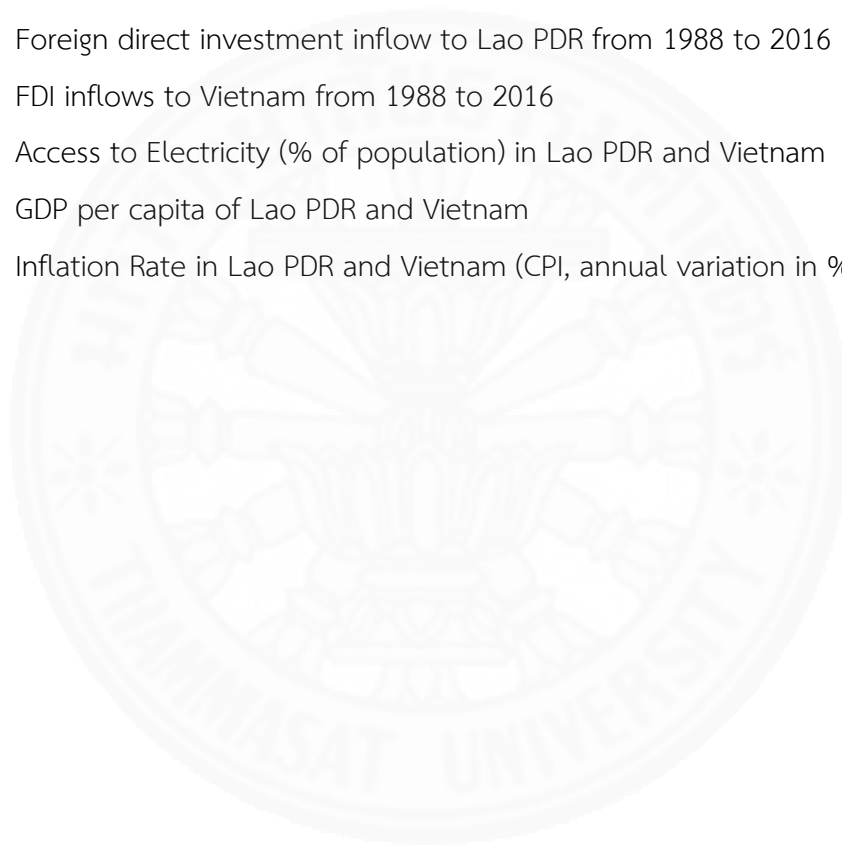 Foreign direct investment inflow to Lao PDR from 1988 to 2016
FDI inflows to Vietnam from 1988 to 2016
Access to Electricity (% of population) in Lao PDR and Vietnam
GDP per capita of Lao PDR and Vietnam
Inflation Rate in Lao PDR and Vietnam (CPI, annual variation in %
THAMMASAT UNIVERSITY